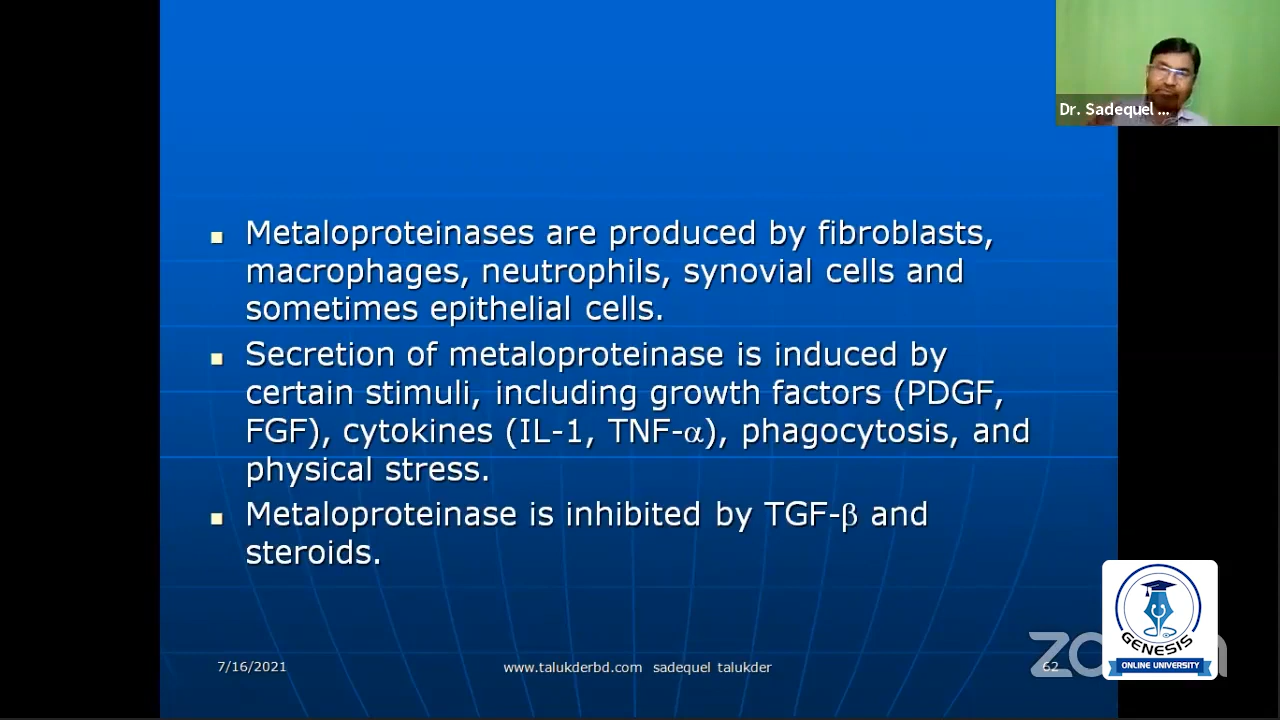 Dr. Sadequel ...
Metaloproteinases are produced by fibroblasts,
macrophages, neutrophils, synovial cells and
sometimes epithelial cells.
Secretion of metaloproteinase is induced by
certain stimuli, including growth factors (PDGF,
FGF), cytokines (IL-1, TNF-α), phagocytosis, and
physical stress.
Metaloproteinase is inhibited by TGF-β and
steroids.
7/16/2021
www.talukderbd.com sadequel talukder
62
GENESIS
ONLINE UNIVERSITY